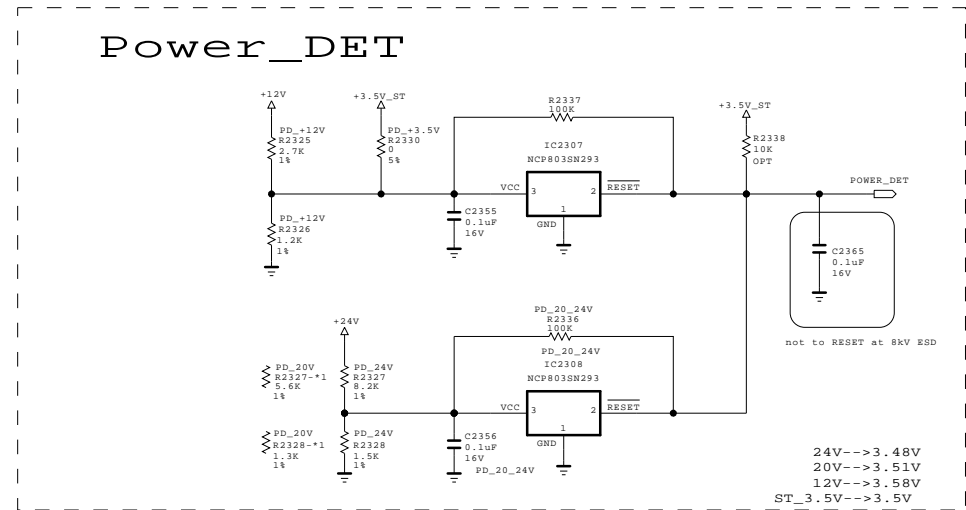 Power_DET
+12V
+3.5V_ST
R2337
100K
+3.5V_ST
PD_+12V
R2325
2.7K
1%
PD_+3.5V
R2330
0
5%
IC2307
NCP803SN293
R2338
10K
OPT
VCC 3 2 RESET
1
GND
POWER_DET
PD_+12V
R2326
1.2K
1%
C2355
0.1uF
16V
C2365
0.1uF
16V
not to RESET at 8kV ESD
+24V
PD_20_24V
R2336
100K
PD_20V
R2327-*1
5.6K
1%
PD_24V
R2327
8.2K
1%
PD_20_24V
IC2308
NCP803SN293
VCC 3 2 RESET
1
GND
PD_20V
R2328-*1
1.3K
1%
PD_24V
R2328
1.5K
1%
C2356
0.1uF
16V
PD_20_24V
24V-->3.48V
20V-->3.51V
12V-->3.58V
ST_3.5V-->3.5V